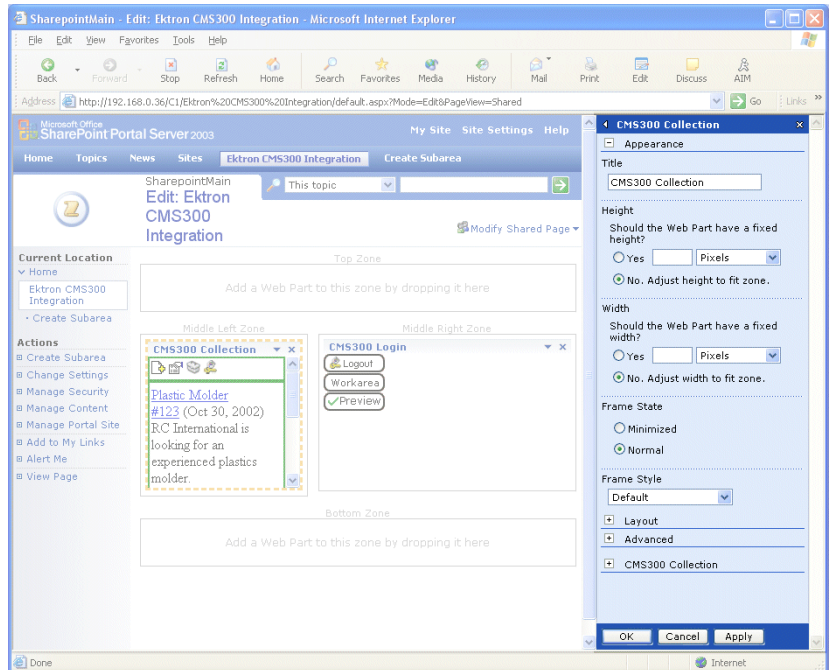 SharepointMain - Edit: Ektron CMS300 Integration - Microsoft Internet Explorer
File Edit View Favorites Tools Help
Back Forward Stop Refresh Home Search Favorites Media History Mail Print Edit Discuss AIM
Address http://192.168.0.36/C1/Ektron%20CMS300%20Integration/default.aspx?Mode=Edit&PageView=Shared Go Links »
Microsoft Office
SharePoint Portal Server 2003
My Site Site Settings Help
Home Topics News Sites Ektron CMS300 Integration Create Subarea
SharepointMain
Edit: Ektron
CMS300
Integration
This topic
Modify Shared Page
Current Location
Home
Ektron CMS300
Integration
Create Subarea
Actions
Create Subarea
Change Settings
Manage Security
Manage Content
Manage Portal Site
Add to My Links
Alert Me
View Page
Top Zone
Add a Web Part to this zone by dropping it here
Middle Left Zone
CMS300 Collection
Plastic Molder
#123 (Oct 30, 2002)
RC International is
looking for an
experienced plastics
molder.
Middle Right Zone
CMS300 Login
Logout
Workarea
Preview
Bottom Zone
Add a Web Part to this zone by dropping it here
CMS300 Collection
Appearance
Title
CMS300 Collection
Height
Should the Web Part have a fixed
height?
Yes Pixels
No. Adjust height to fit zone.
Width
Should the Web Part have a fixed
width?
Yes Pixels
No. Adjust width to fit zone.
Frame State
Minimized
Normal
Frame Style
Default
Layout
Advanced
CMS300 Collection
OK Cancel Apply
Done
Internet